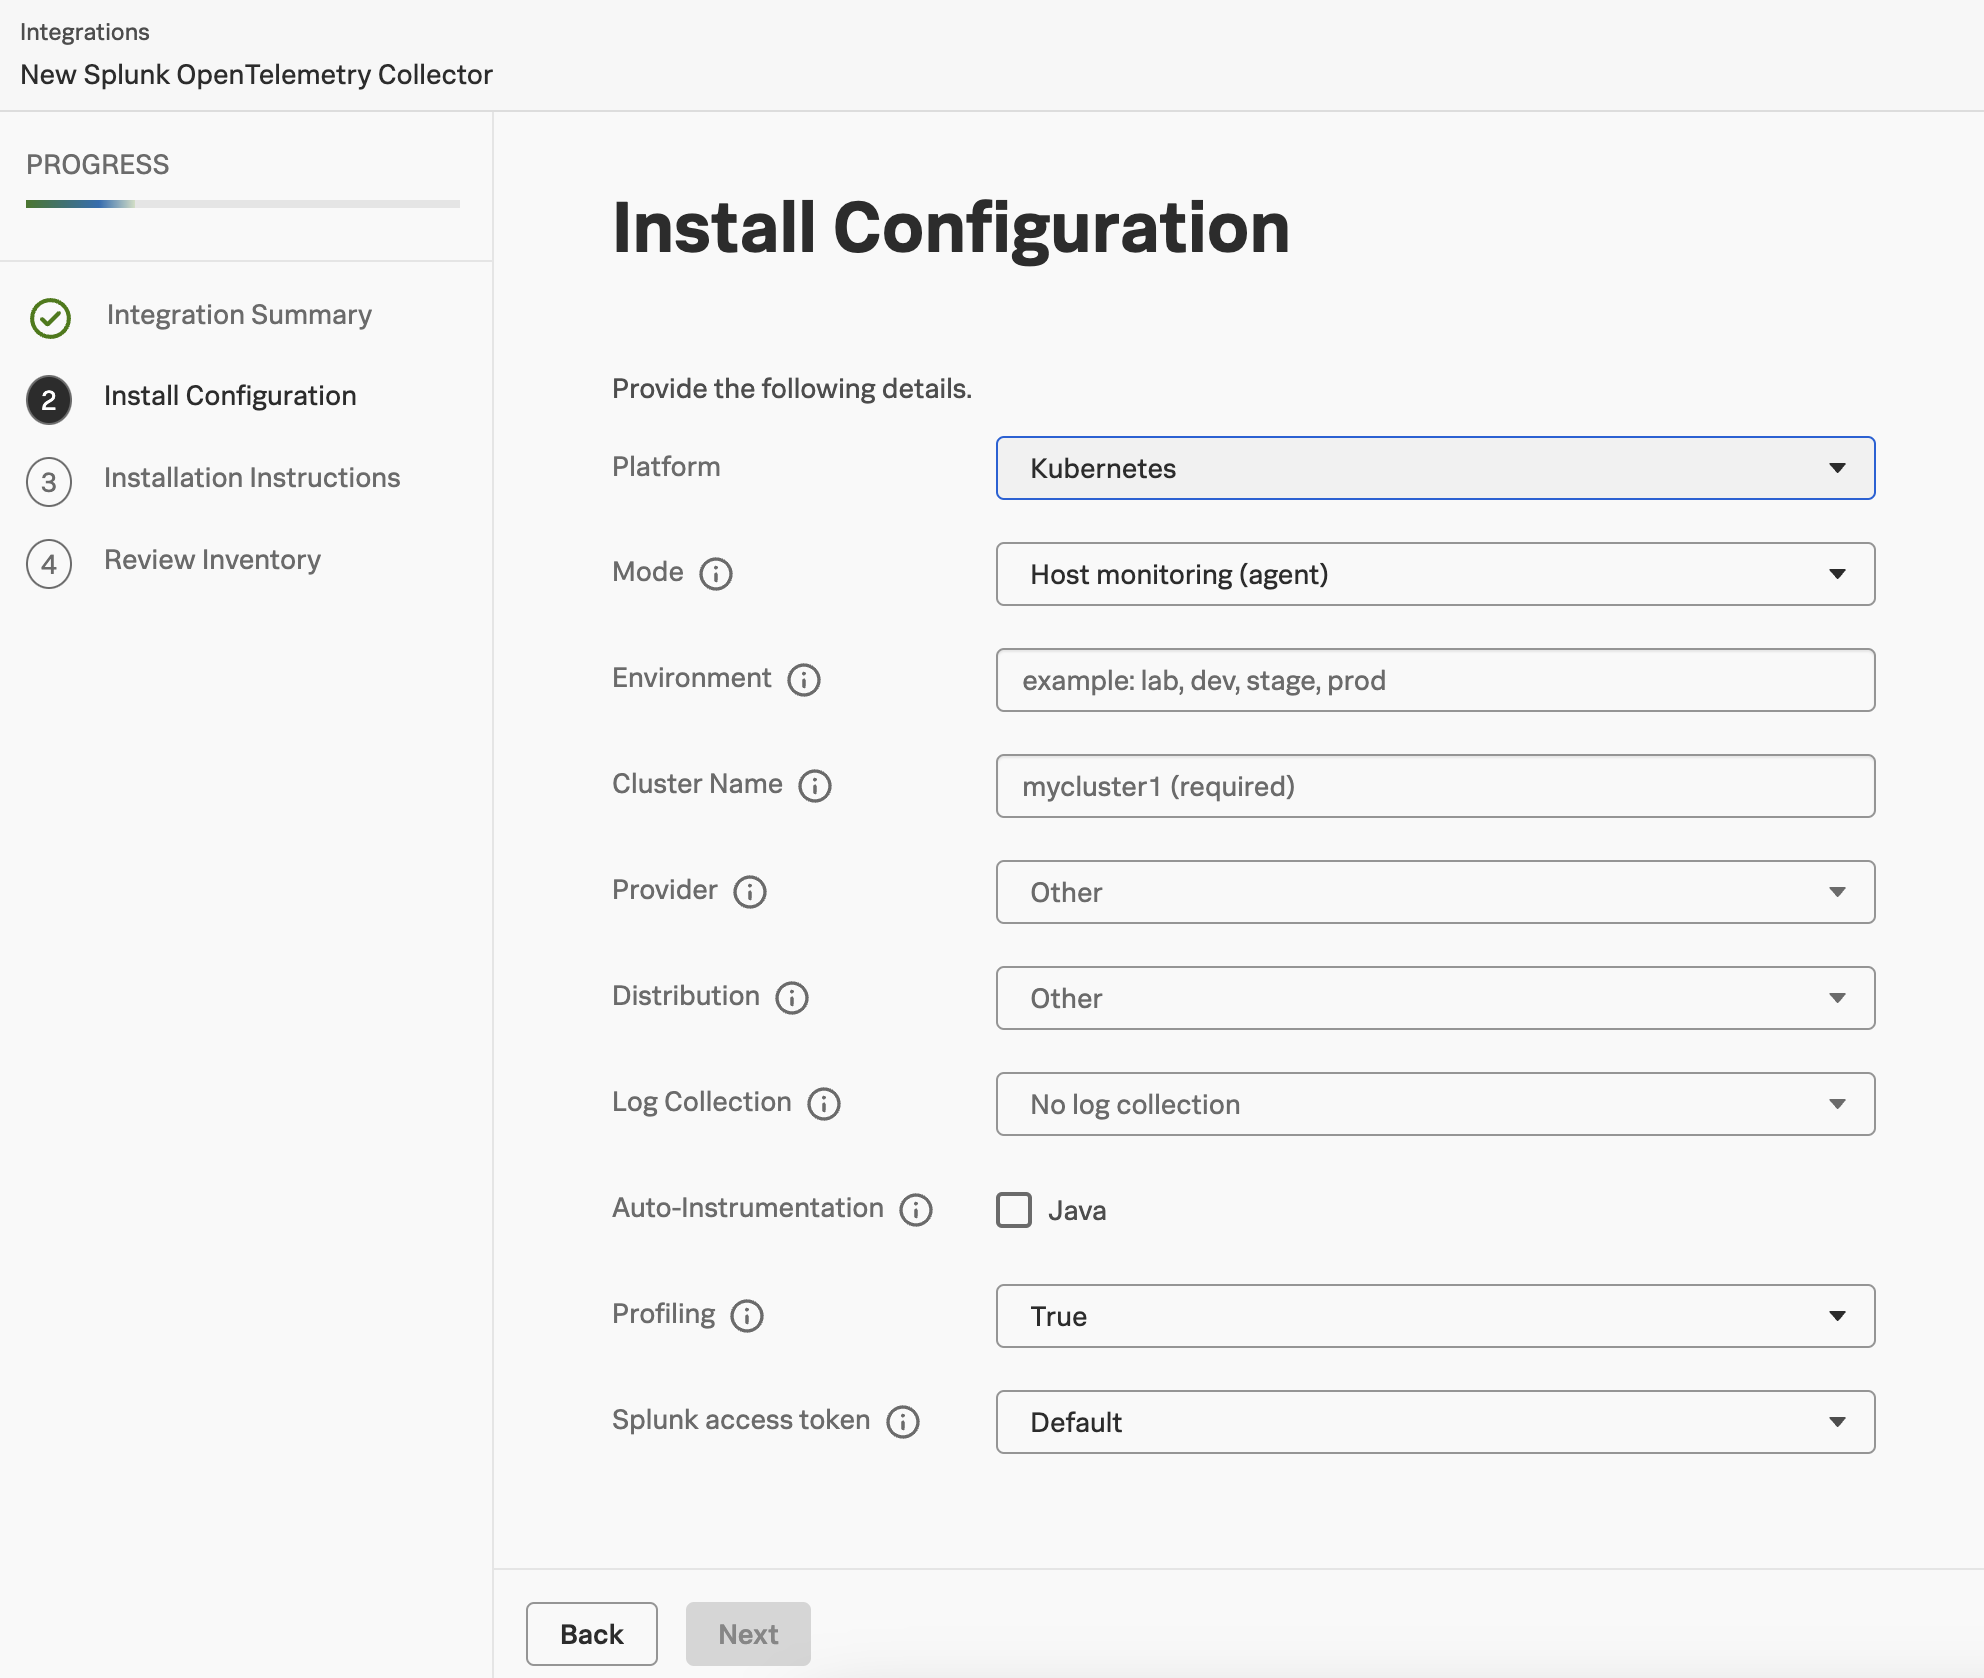 Integrations
New Splunk OpenTelemetry Collector
PROGRESS
Integration Summary
2 Install Configuration
3 Installation Instructions
4 Review Inventory
Install Configuration
Provide the following details.
Platform Kubernetes
Mode Host monitoring (agent)
Environment example: lab, dev, stage, prod
Cluster Name mycluster1 (required)
Provider Other
Distribution Other
Log Collection No log collection
Auto-Instrumentation Java
Profiling True
Splunk access token Default
Back Next